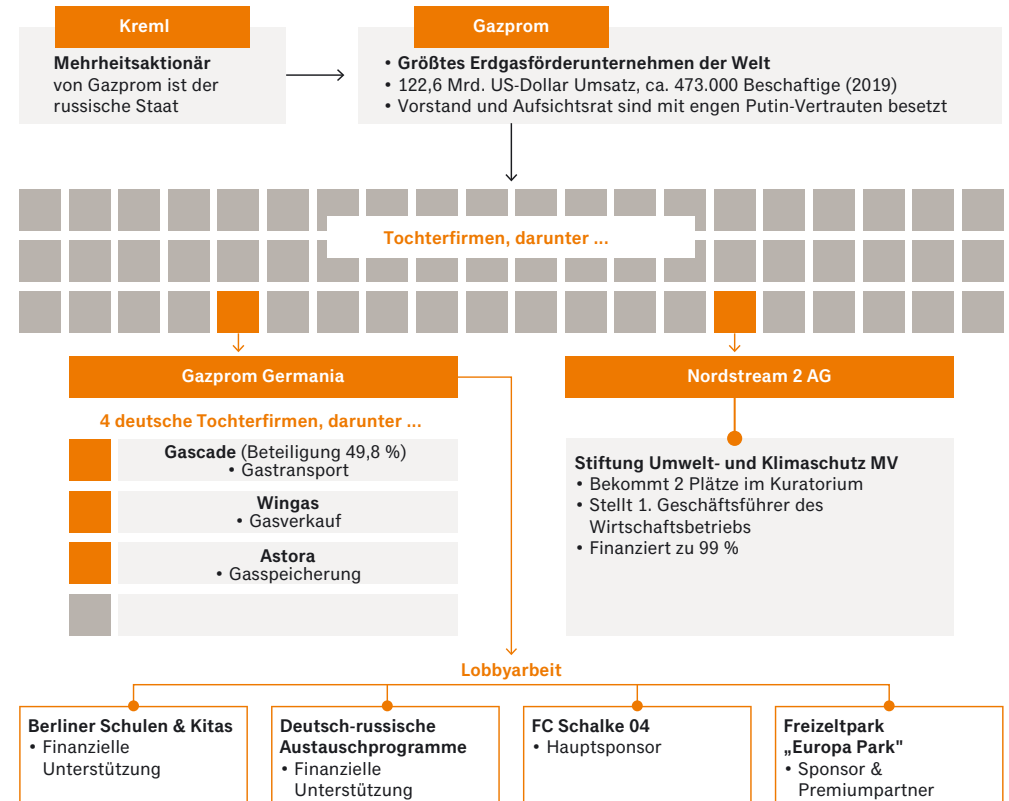 Kreml
Mehrheitsaktionär
von Gazprom ist der
russische Staat
Gazprom
• Größtes Erdgasförderunternehmen der Welt
• 122,6 Mrd. US-Dollar Umsatz, ca. 473.000 Beschaftige (2019)
• Vorstand und Aufsichtsrat sind mit engen Putin-Vertrauten besetzt
Tochterfirmen, darunter ...
Gazprom Germania
4 deutsche Tochterfirmen, darunter ...
Gascade (Beteiligung 49,8 %)
• Gastransport
Wingas
• Gasverkauf
Astora
• Gasspeicherung
Nordstream 2 AG
Stiftung Umwelt- und Klimaschutz MV
• Bekommt 2 Plätze im Kuratorium
• Stellt 1. Geschäftsführer des
Wirtschaftsbetriebs
• Finanziert zu 99 %
Lobbyarbeit
Berliner Schulen & Kitas
• Finanzielle
Unterstützung
Deutsch-russische
Austauschprogramme
• Finanzielle
Unterstützung
FC Schalke 04
• Hauptsponsor
Freizeltpark
„Europa Park"
• Sponsor &
Premiumpartner